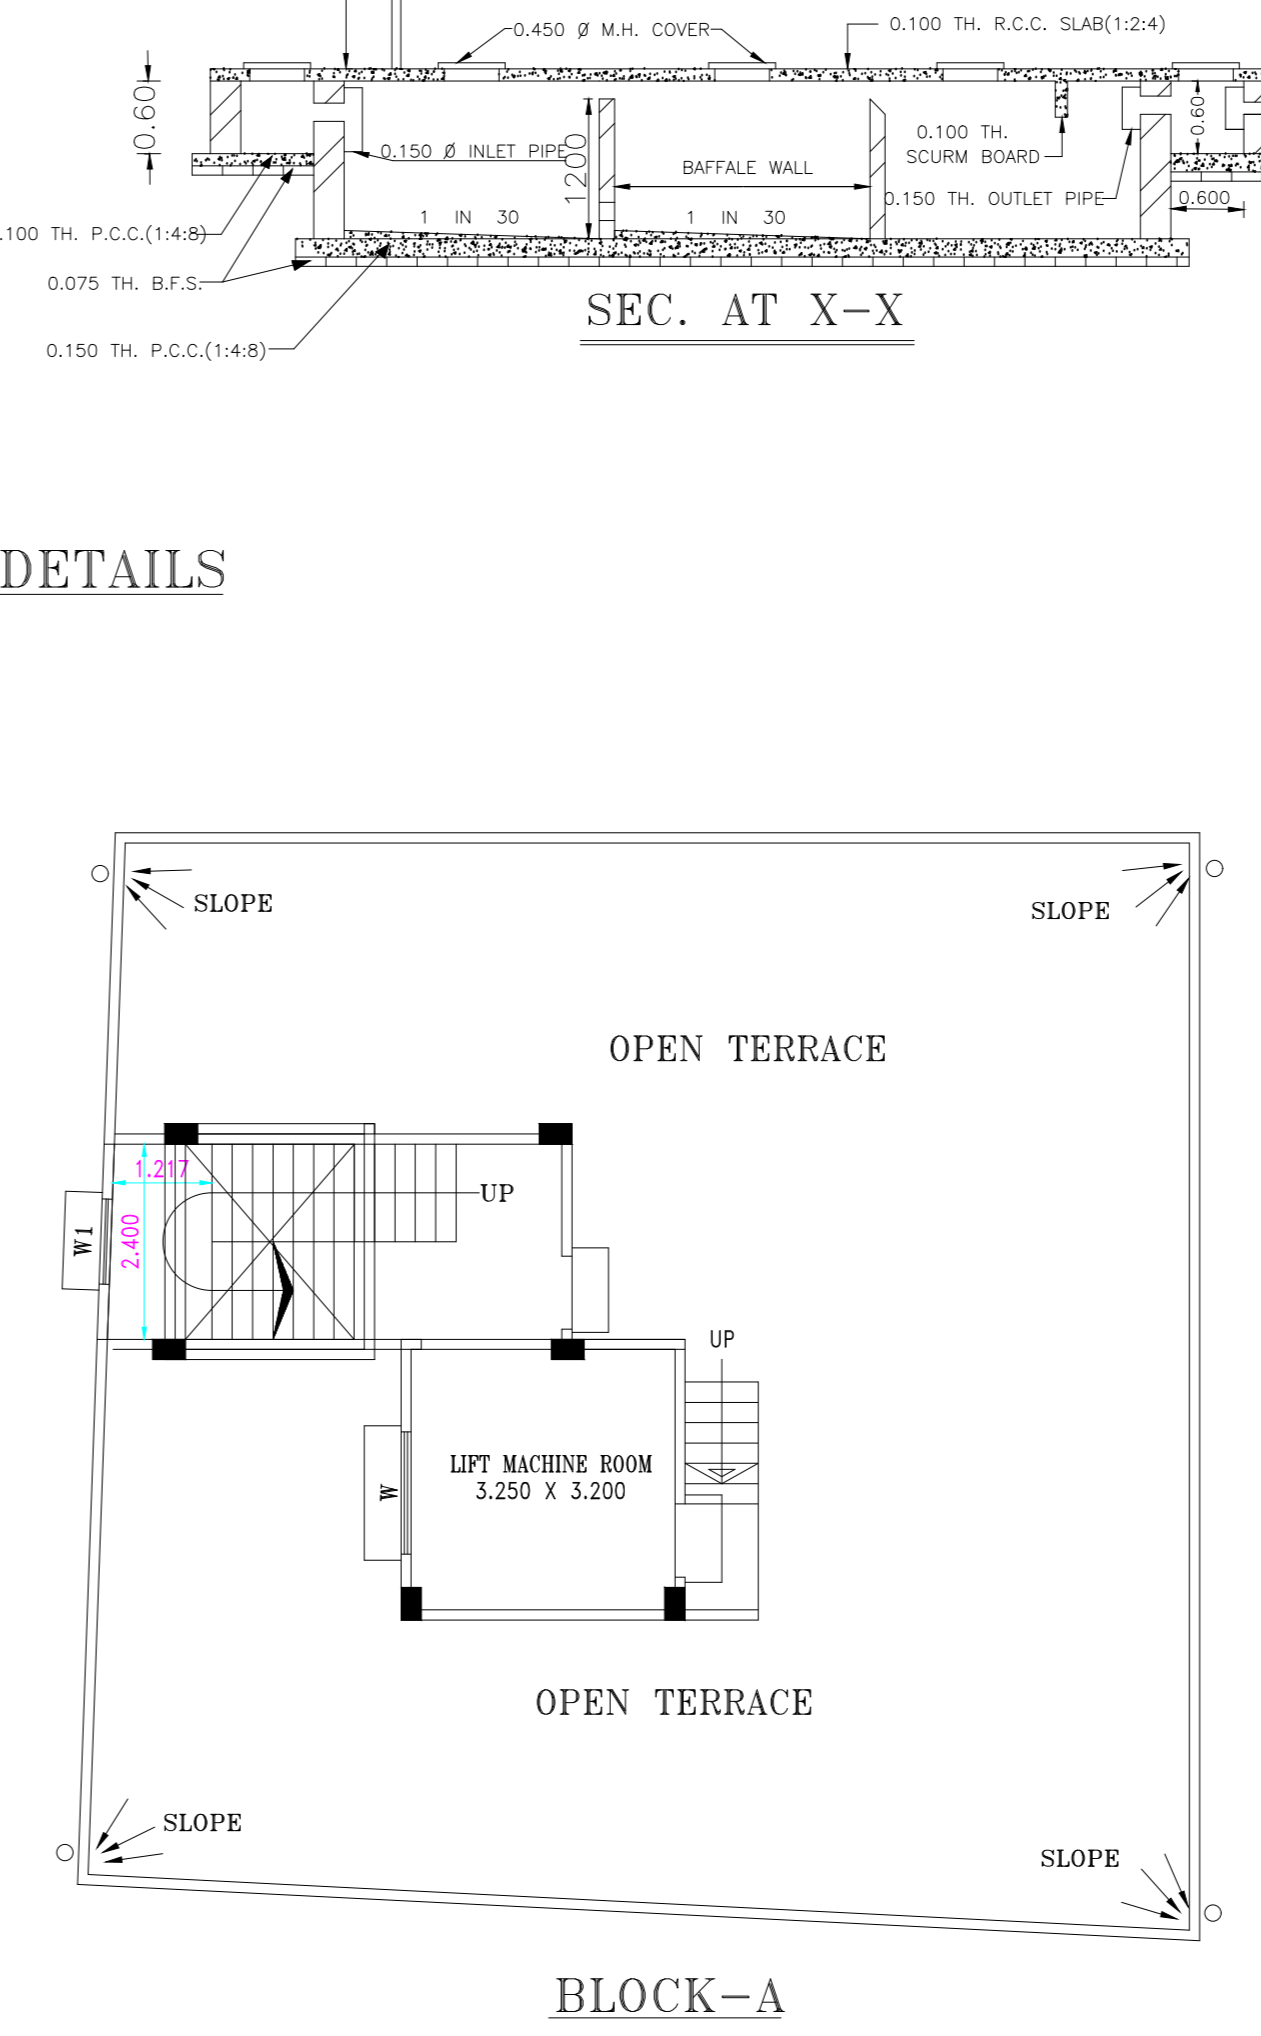 0.450 Ø M.H. COVER
0.100 TH. R.C.C. SLAB(1:2:4)
0.60
0.150 Ø INLET PIPE
1200
BAFFALE WALL
0.100 TH.
SCURM BOARD
0.60
0.150 TH. OUTLET PIPE
0.600
1 IN 30
1 IN 30
.100 TH. P.C.C.(1:4:8)
0.075 TH. B.F.S.
0.150 TH. P.C.C.(1:4:8)
SEC. AT X-X
DETAILS
SLOPE
SLOPE
OPEN TERRACE
1.217
2.400
W1
UP
UP
LIFT MACHINE ROOM
3.250 X 3.200
W
OPEN TERRACE
SLOPE
SLOPE
BLOCK-A